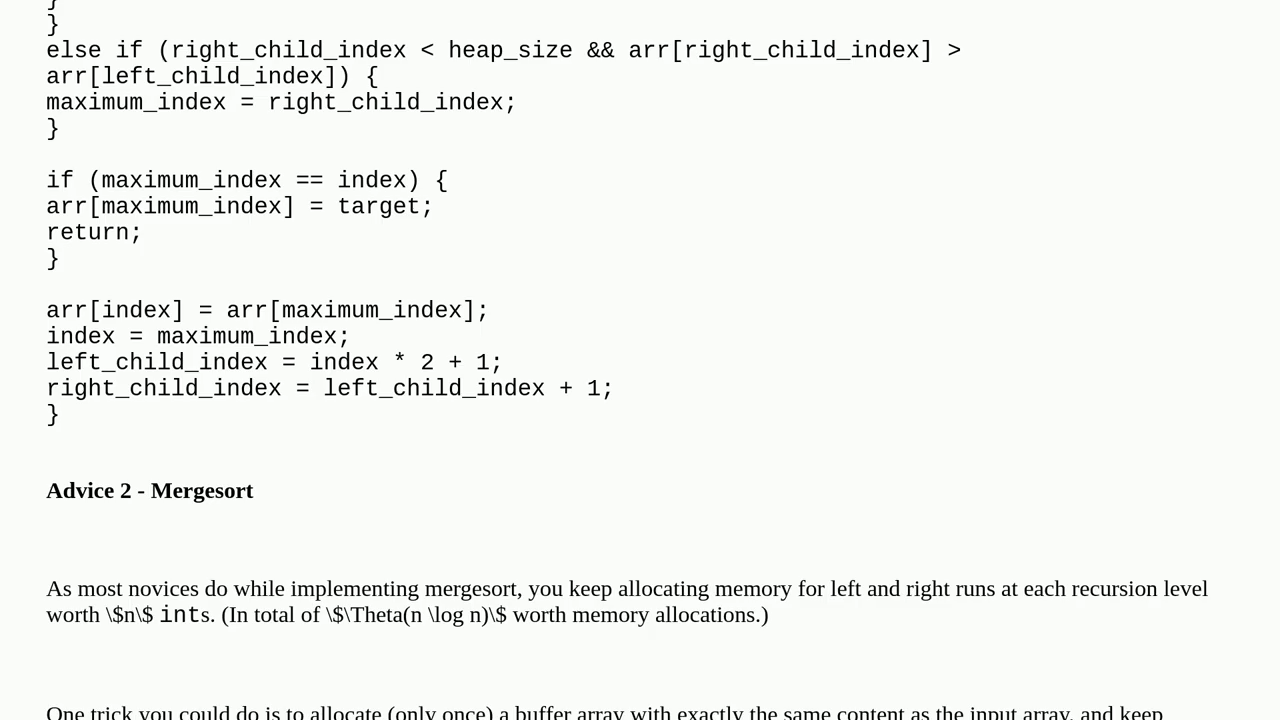 }
}
else if (right_child_index < heap_size && arr[right_child_index] >
arr[left_child_index]) {
maximum_index = right_child_index;
}
if (maximum_index == index) {
arr[maximum_index] = target;
return;
}
arr[index] = arr[maximum_index];
index = maximum_index;
left_child_index = index * 2 + 1;
right_child_index = left_child_index + 1;
}
Advice 2 - Mergesort
As most novices do while implementing mergesort, you keep allocating memory for left and right runs at each recursion level
worth \$n\$ ints. (In total of \$\Theta(n \log n)\$ worth memory allocations.)
One trick you could do is to allocate (only once) a buffer array with exactly the same content as the input array, and keep